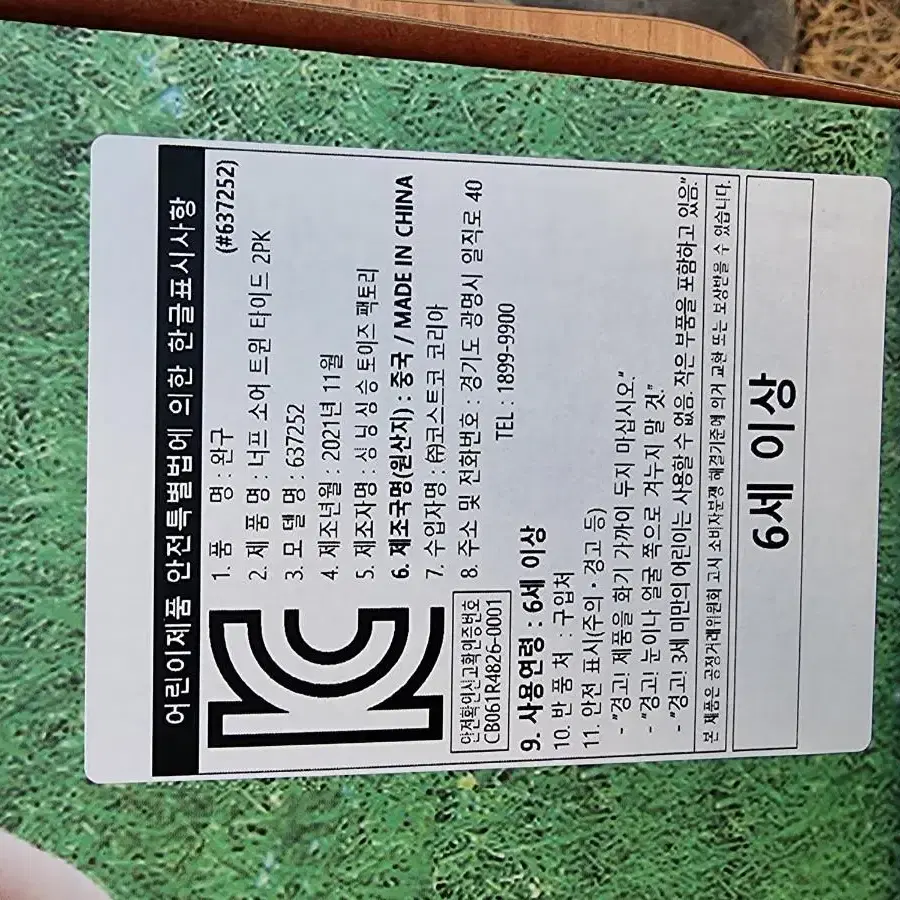 어린이제품 안전특별법에 의한 한글표시사항
KC
안전확인신고확인증번호
CB061R4826-0001
(#637252)
1. 품 명 : 완구
2. 제 품 명 : 너프 소어 트윈 타이드 2PK
3. 모 델 명 : 637252
4. 제조년월 : 2021년 11월
5. 제조자명 : 싱 닝 싱 승 토이즈 팩토리
6. 제조국명(원산지) : 중국 / MADE IN CHINA
7. 수입자명 : ㈜코스트코 코리아
8. 주소 및 전화번호 : 경기도 광명시 일직로 40
TEL : 1899-9900
9. 사용연령 : 6세 이상
10. 반 품 처 : 구입처
11. 안전 표시(주의 · 경고 등)
- "경고! 제품을 화기 가까이 두지 마십시오."
- "경고! 눈이나 얼굴 쪽으로 겨누지 말 것"
- "경고! 3세 미만의 어린이는 사용할 수 없음. 작은 부품을 포함하고 있음"
본 제품은 공정거래위원회 고시 소비자분쟁 해결기준에 의거 교환 또는 보상받을 수 있습니다.
6세 이상